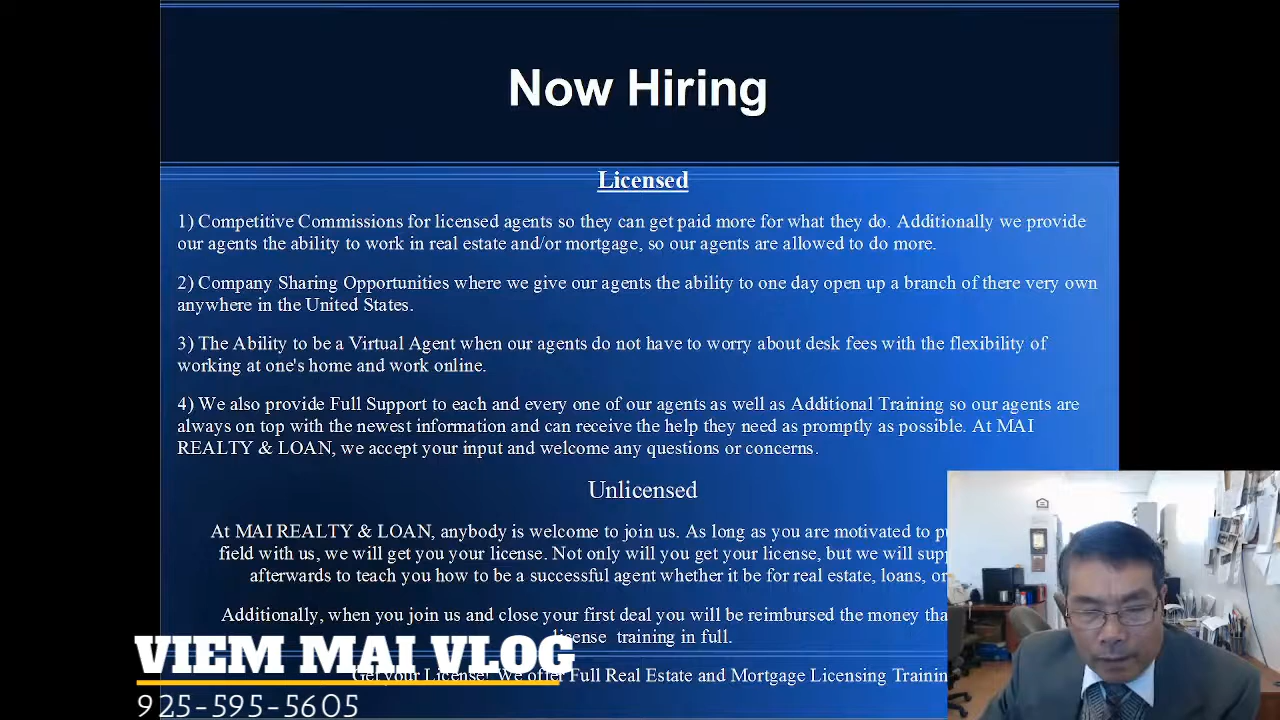 Now Hiring
Licensed
1) Competitive Commissions for licensed agents so they can get paid more for what they do. Additionally we provide
our agents the ability to work in real estate and/or mortgage, so our agents are allowed to do more.
2) Company Sharing Opportunities where we give our agents the ability to one day open up a branch of there very own
anywhere in the United States.
3) The Ability to be a Virtual Agent when our agents do not have to worry about desk fees with the flexibility of
working at one's home and work online.
4) We also provide Full Support to each and every one of our agents as well as Additional Training so our agents are
always on top with the newest information and can receive the help they need as promptly as possible. At MAI
REALTY & LOAN, we accept your input and welcome any questions or concerns.
Unlicensed
At MAI REALTY & LOAN, anybody is welcome to join us. As long as you are motivated to
field with us, we will get you your license. Not only will you get your license, but we will
afterwards to teach you how to be a successful agent whether it be for real estate, loans,
Additionally, when you join us and close your first deal you will be reimbursed the money
license training in full.
Get your License! We offer Full Real Estate and Mortgage Licensing
VIEM MAI VLOG
925-595-5605